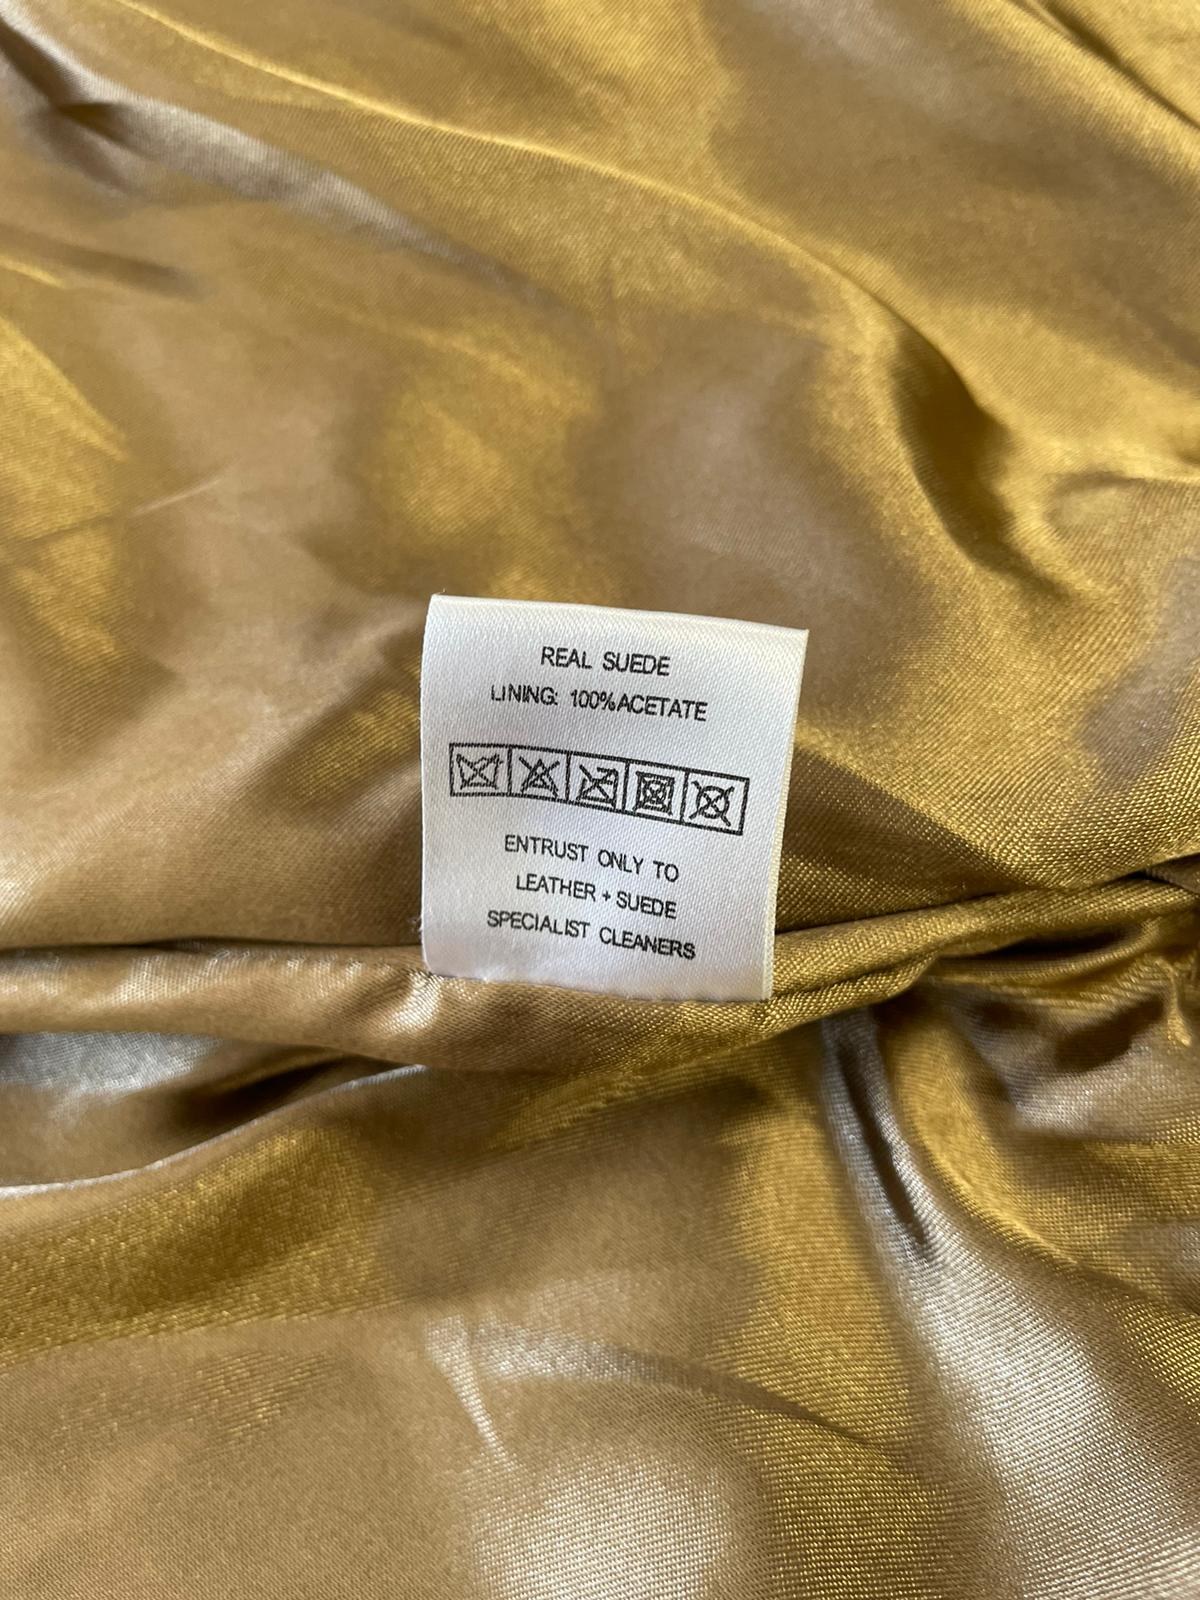 REAL SUEDE
LINING: 100%ACETATE
ENTRUST ONLY TO
LEATHER + SUEDE
SPECIALIST CLEANERS